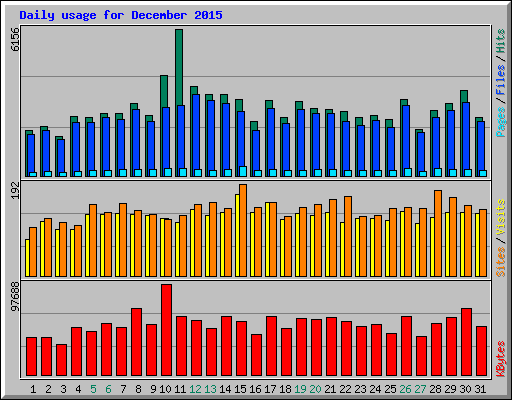 Daily usage for December 2015
6156
Pages / Files / Hits
192
Sites / Visits
97688
KBytes
1 2 3 4 5 6 7 8 9 10 11 12 13 14 15 16 17 18 19 20 21 22 23 24 25 26 27 28 29 30 31